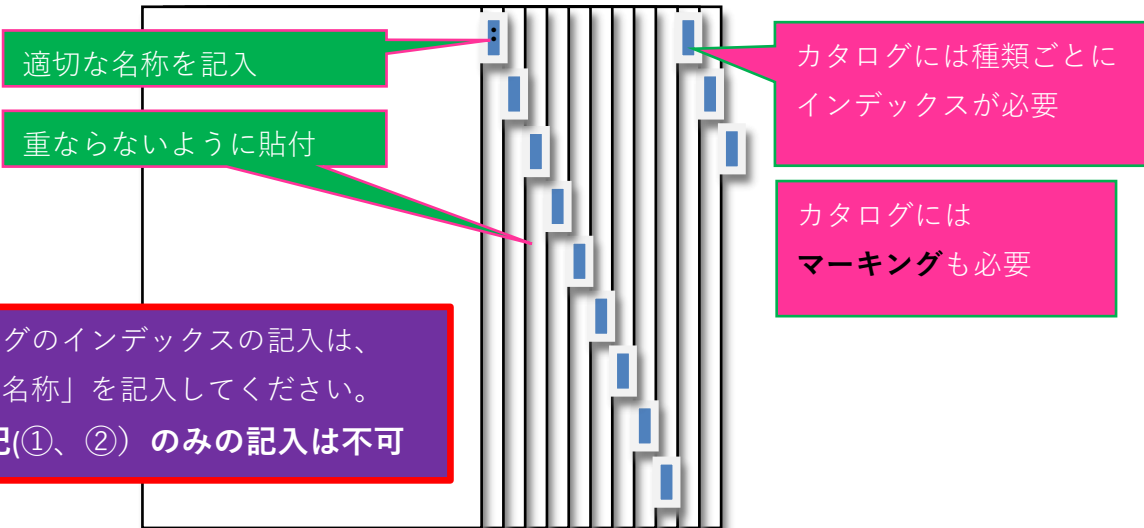 適切な名称を記入
重ならないように貼付
カタログには種類ごとに
インデックスが必要
カタログには
マーキングも必要
グのインデックスの記入は、
名称」を記入してください。
(①、②) のみの記入は不可